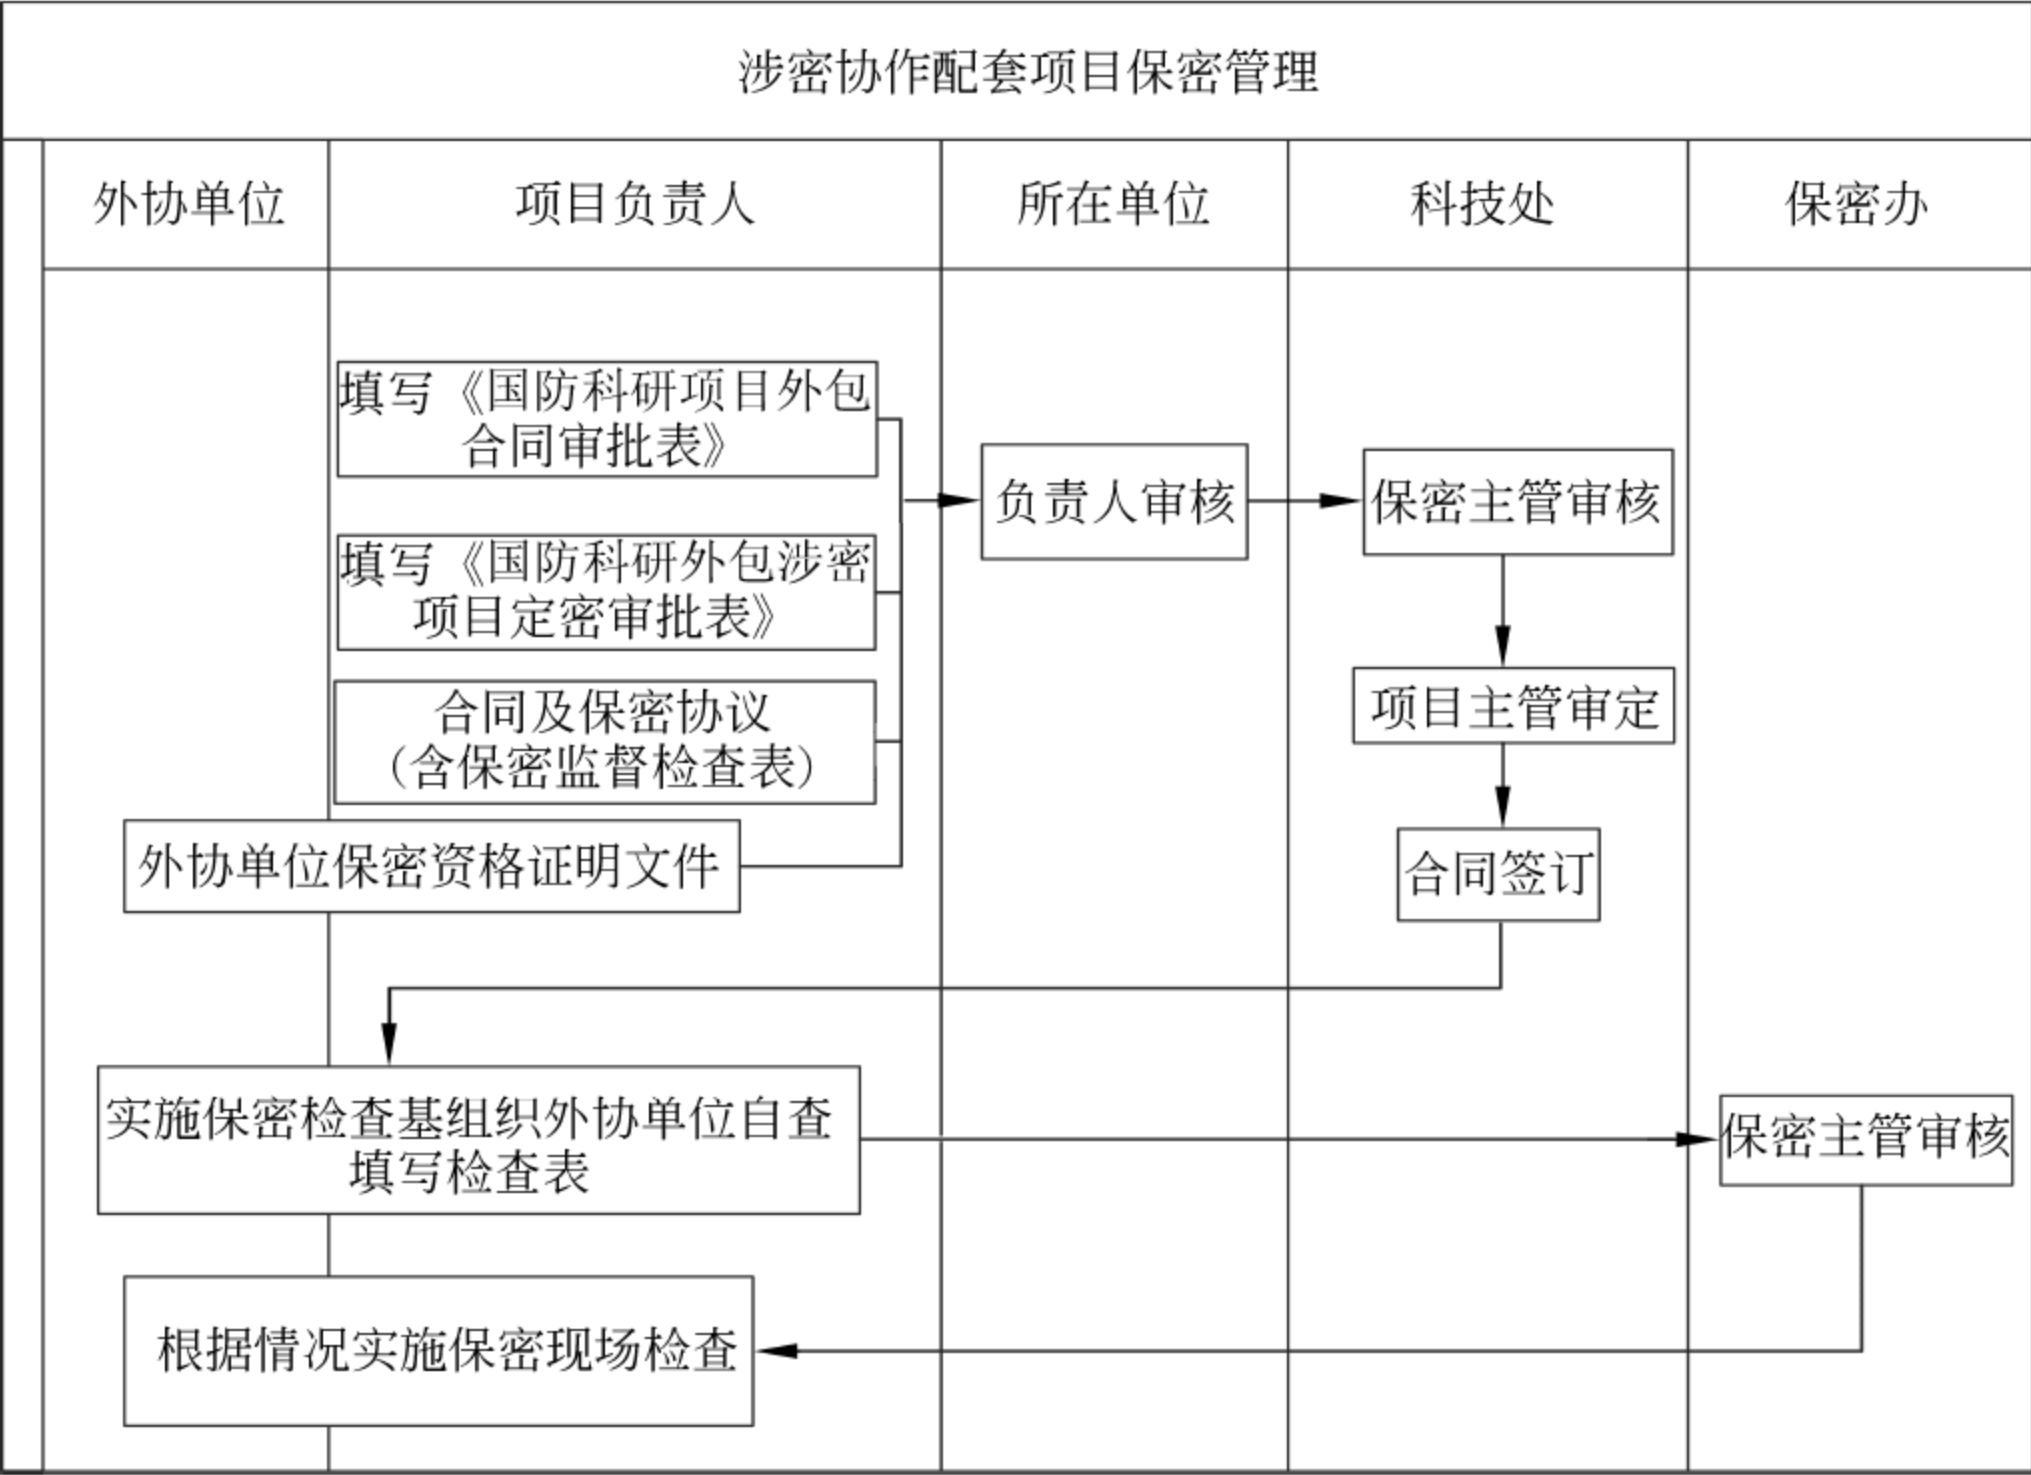 涉密协作配套项目保密管理
外协单位
项目负责人
所在单位
科技处
保密办
填写《国防科研项目外包
合同审批表》
填写《国防科研外包涉密
项目定密审批表》
合同及保密协议
（含保密监督检查表）
外协单位保密资格证明文件
负责人审核
保密主管审核
项目主管审定
合同签订
实施保密检查基组织外协单位自查
填写检查表
保密主管审核
根据情况实施保密现场检查